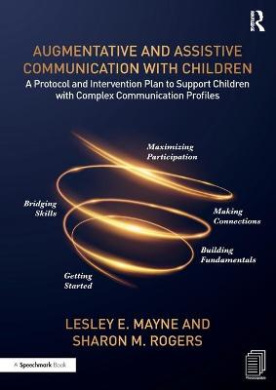 R
Routledge
AUGMENTATIVE AND ASSISTIVE
COMMUNICATION WITH CHILDREN
A Protocol and Intervention Plan to Support Children
with Complex Communication Profiles
Maximizing
Participation
Bridging
Skills
Making
Connections
Building
Fundamentals
Getting
Started
LESLEY E. MAYNE AND
SHARON M. ROGERS
A Speechmark Book